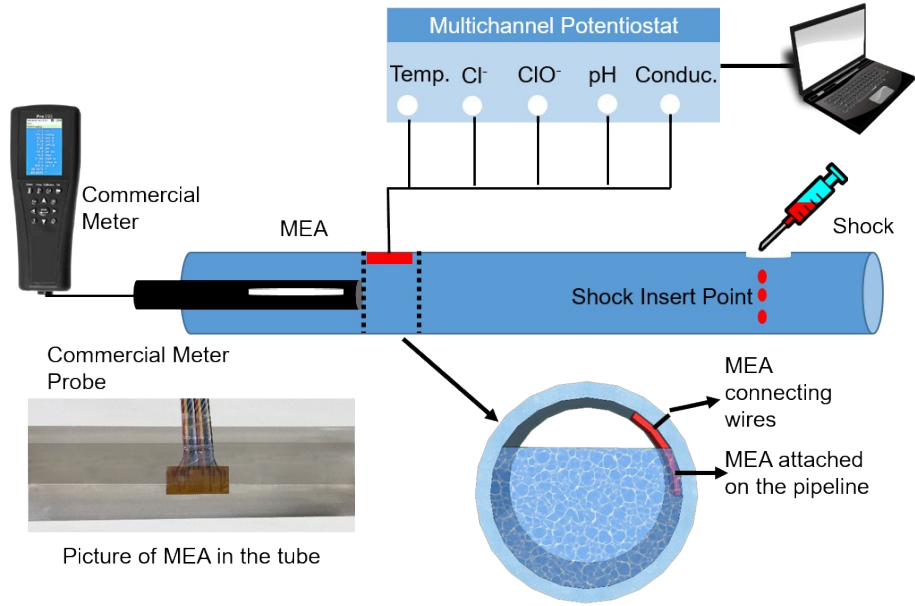 Multichannel Potentiostat
Temp. Cl⁻ ClO⁻ pH Conduc.
Commercial
Meter
MEA
Shock
Shock Insert Point
Commercial Meter
Probe
MEA
connecting
wires
MEA attached
on the pipeline
Picture of MEA in the tube